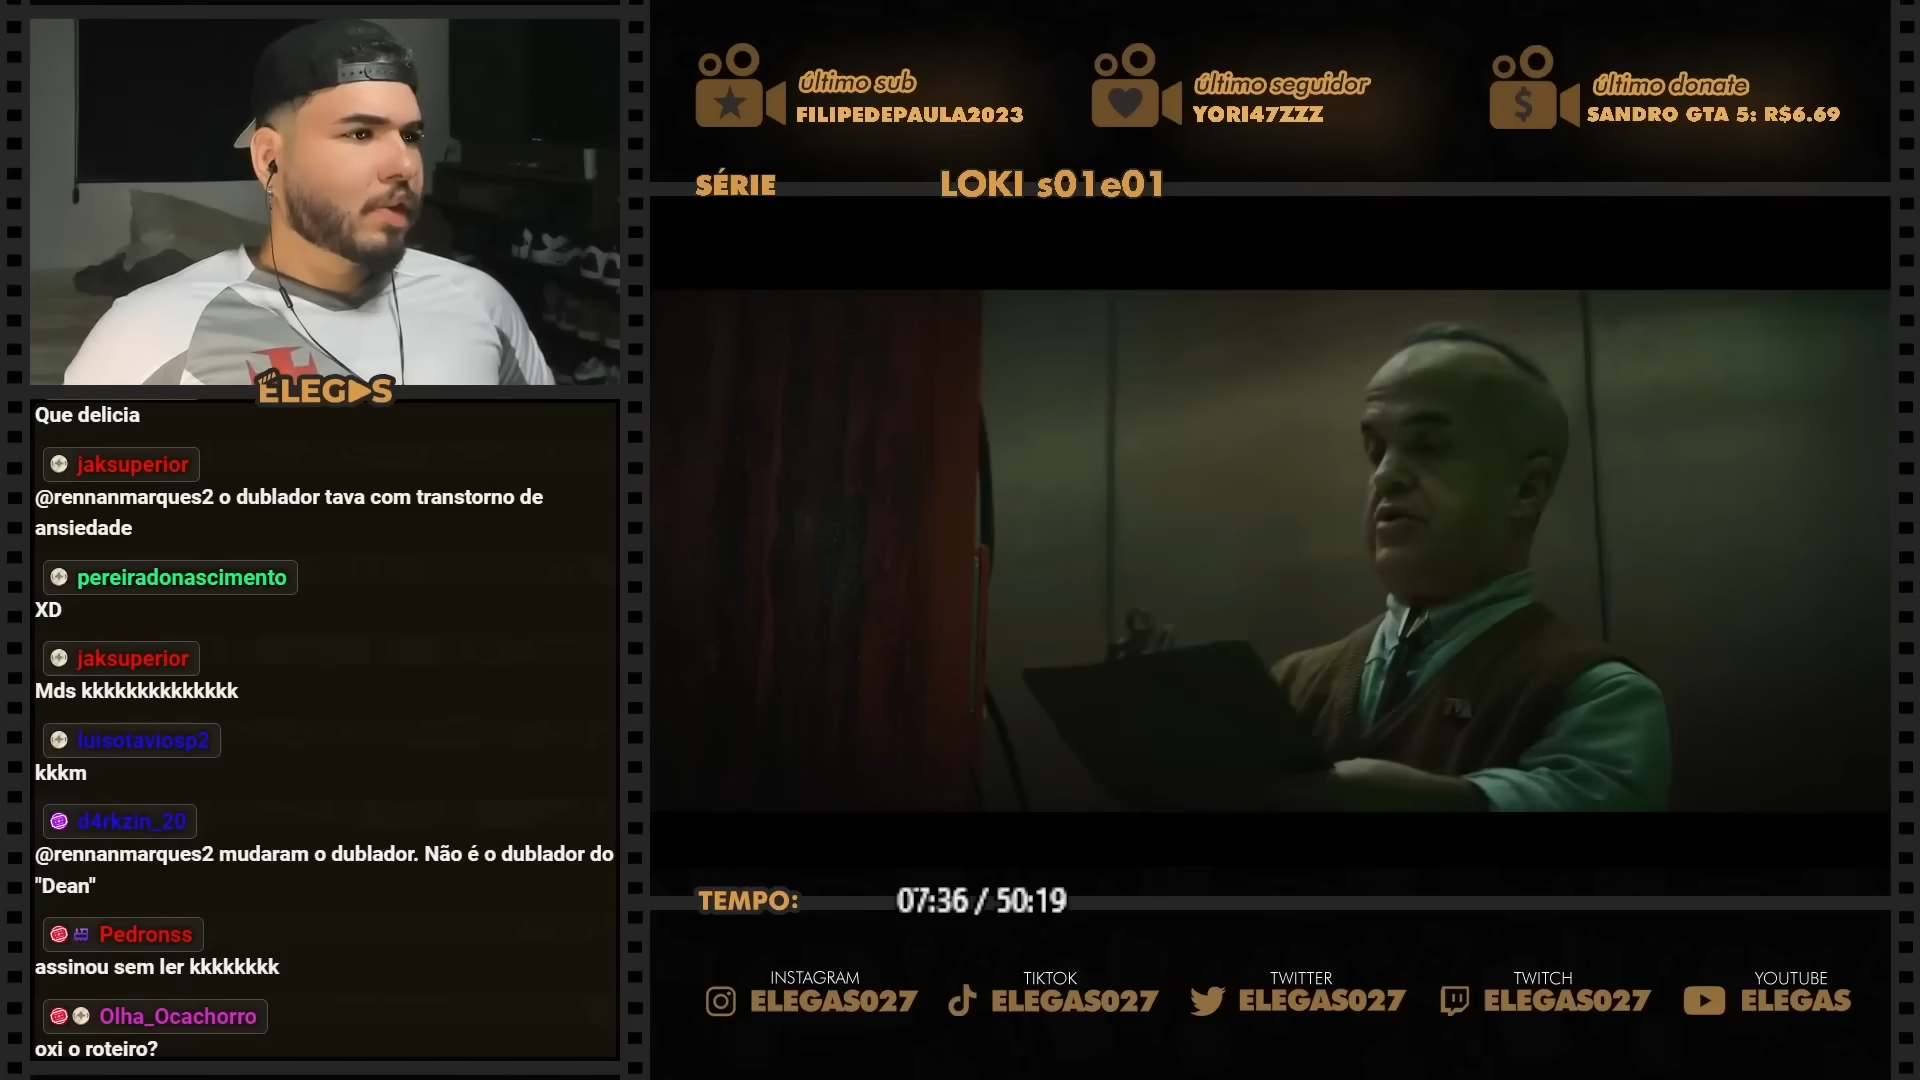 último sub
FILIPEDEPAULA2023
último seguidor
YORI47ZZZ
último donate
SANDRO GTA 5: R$6.69
SÉRIE
LOKI s01e01
ELEGAS
Que delicia
jaksuperior
@rennanmarques2 o dublador tava com transtorno de
ansiedade
pereiradonascimento
XD
jaksuperior
Mds kkkkkkkkkkkkkk
luisotaviosp2
kkkm
d4rkzin_20
@rennanmarques2 mudaram o dublador. Não é o dublador do
"Dean"
Pedronss
assinou sem ler kkkkkkkk
Olha_Ocachorro
oxi o roteiro?
TEMPO:
07:36 / 50:19
INSTAGRAM
ELEGAS027
TIKTOK
ELEGAS027
TWITTER
ELEGAS027
TWITCH
ELEGAS027
YOUTUBE
ELEGAS